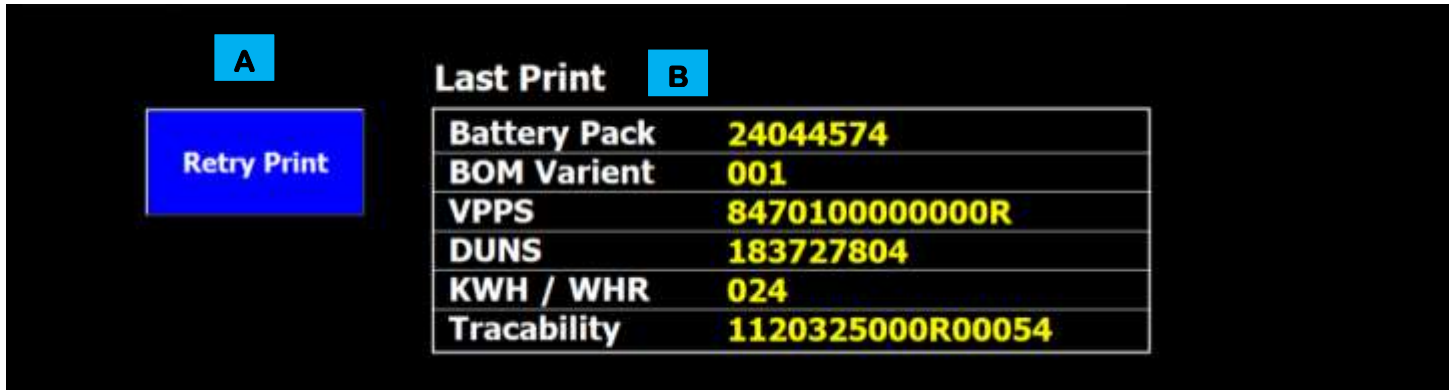 A
Retry Print
Last Print B
Battery Pack 24044574
BOM Varient 001
VPPS 8470100000000R
DUNS 183727804
KWH / WHR 024
Tracability 1120325000R00054